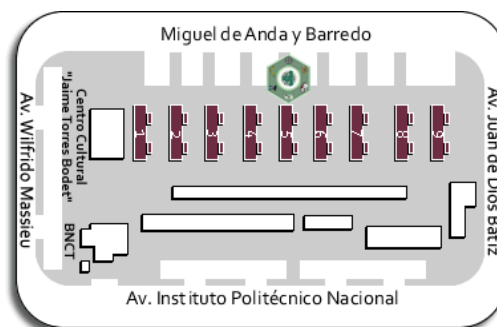 Miguel de Anda y Barredo
Av. Wilfrido Massieu
Centro Cultural
"Jaime Torres Bodet"
1
2
3
4
5
6
7
8
9
Av. Juan de Dios Batiz
BNCT
Av. Instituto Politécnico Nacional